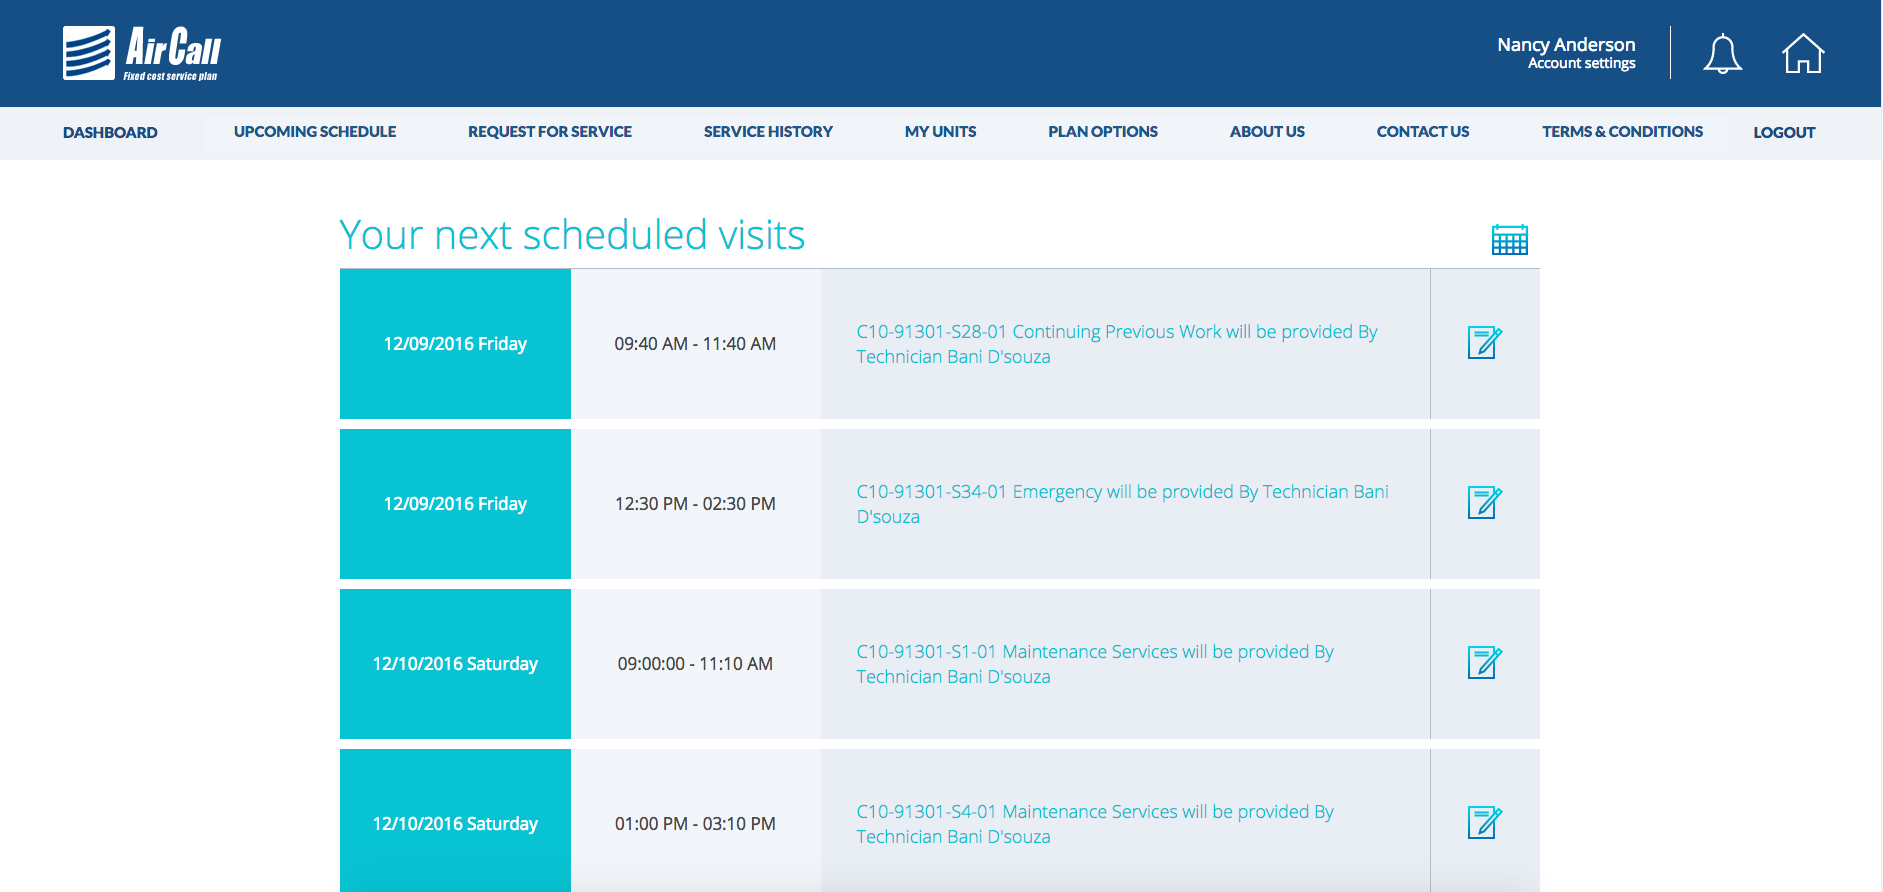 AirCall
Fixed cost service plan
Nancy Anderson
Account settings
DASHBOARD UPCOMING SCHEDULE REQUEST FOR SERVICE SERVICE HISTORY MY UNITS PLAN OPTIONS ABOUT US CONTACT US TERMS & CONDITIONS LOGOUT
Your next scheduled visits
12/09/2016 Friday
09:40 AM - 11:40 AM
C10-91301-S28-01 Continuing Previous Work will be provided By
Technician Bani D'souza
12/09/2016 Friday
12:30 PM - 02:30 PM
C10-91301-S34-01 Emergency will be provided By Technician Bani
D'souza
12/10/2016 Saturday
09:00:00 - 11:10 AM
C10-91301-S1-01 Maintenance Services will be provided By
Technician Bani D'souza
12/10/2016 Saturday
01:00 PM - 03:10 PM
C10-91301-S4-01 Maintenance Services will be provided By
Technician Bani D'souza